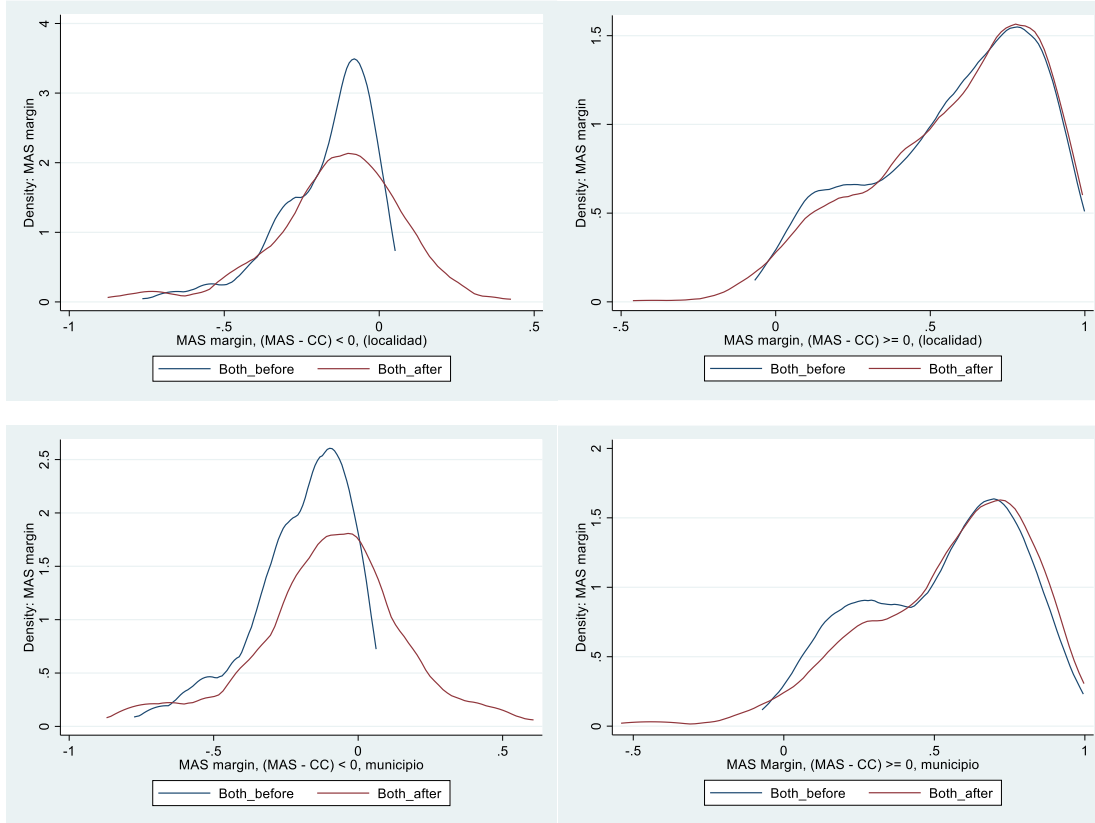 Density: MAS margin
4
3
2
1
0
-1
-.5
0
.5
MAS margin, (MAS - CC) < 0, (localidad)
Both_before
Both_after
Density: MAS margin
1.5
1
.5
0
-.5
0
.5
1
MAS margin, (MAS - CC) >= 0, (localidad)
Both_before
Both_after
Density: MAS margin
2.5
2
1.5
1
.5
0
-1
-.5
0
.5
MAS margin, (MAS - CC) < 0, municipio
Both_before
Both_after
Density: MAS margin
2
1.5
1
.5
0
-.5
0
.5
1
MAS Margin, (MAS - CC) >= 0, municipio
Both_before
Both_after